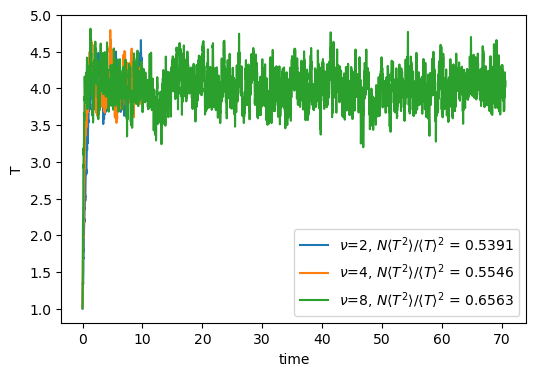 5.0
4.5
4.0
3.5
3.0
2.5
2.0
1.5
1.0
T
0 10 20 30 40 50 60 70
time
ν=2, N⟨T²⟩/⟨T⟩² = 0.5391
ν=4, N⟨T²⟩/⟨T⟩² = 0.5546
ν=8, N⟨T²⟩/⟨T⟩² = 0.6563